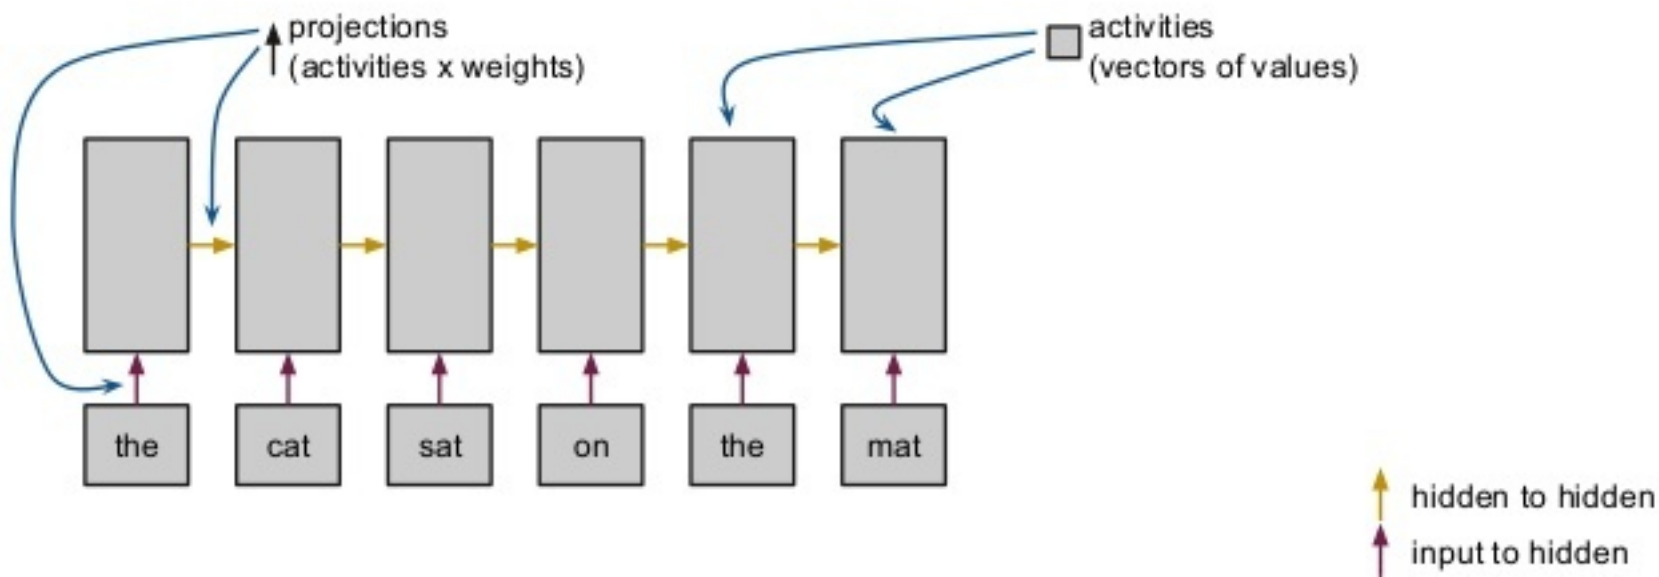 projections
(activities x weights)
activities
(vectors of values)
the
cat
sat
on
the
mat
hidden to hidden
input to hidden